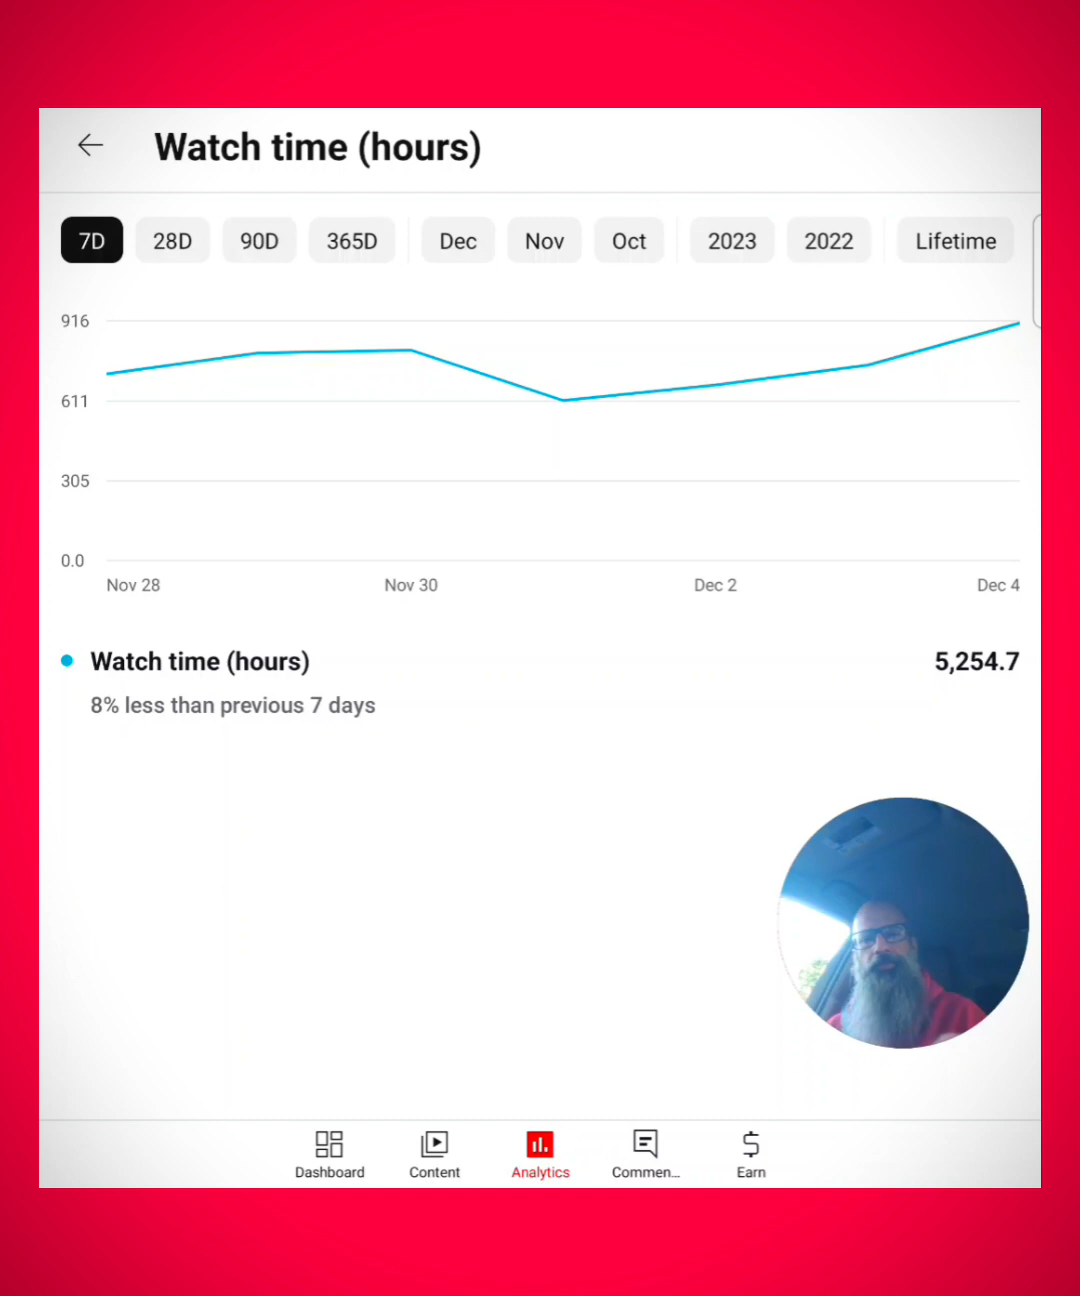 Watch time (hours)
7D 28D 90D 365D Dec Nov Oct 2023 2022 Lifetime
916
611
305
0.0
Nov 28 Nov 30 Dec 2 Dec 4
Watch time (hours) 5,254.7
8% less than previous 7 days
Dashboard Content Analytics Commen... Earn